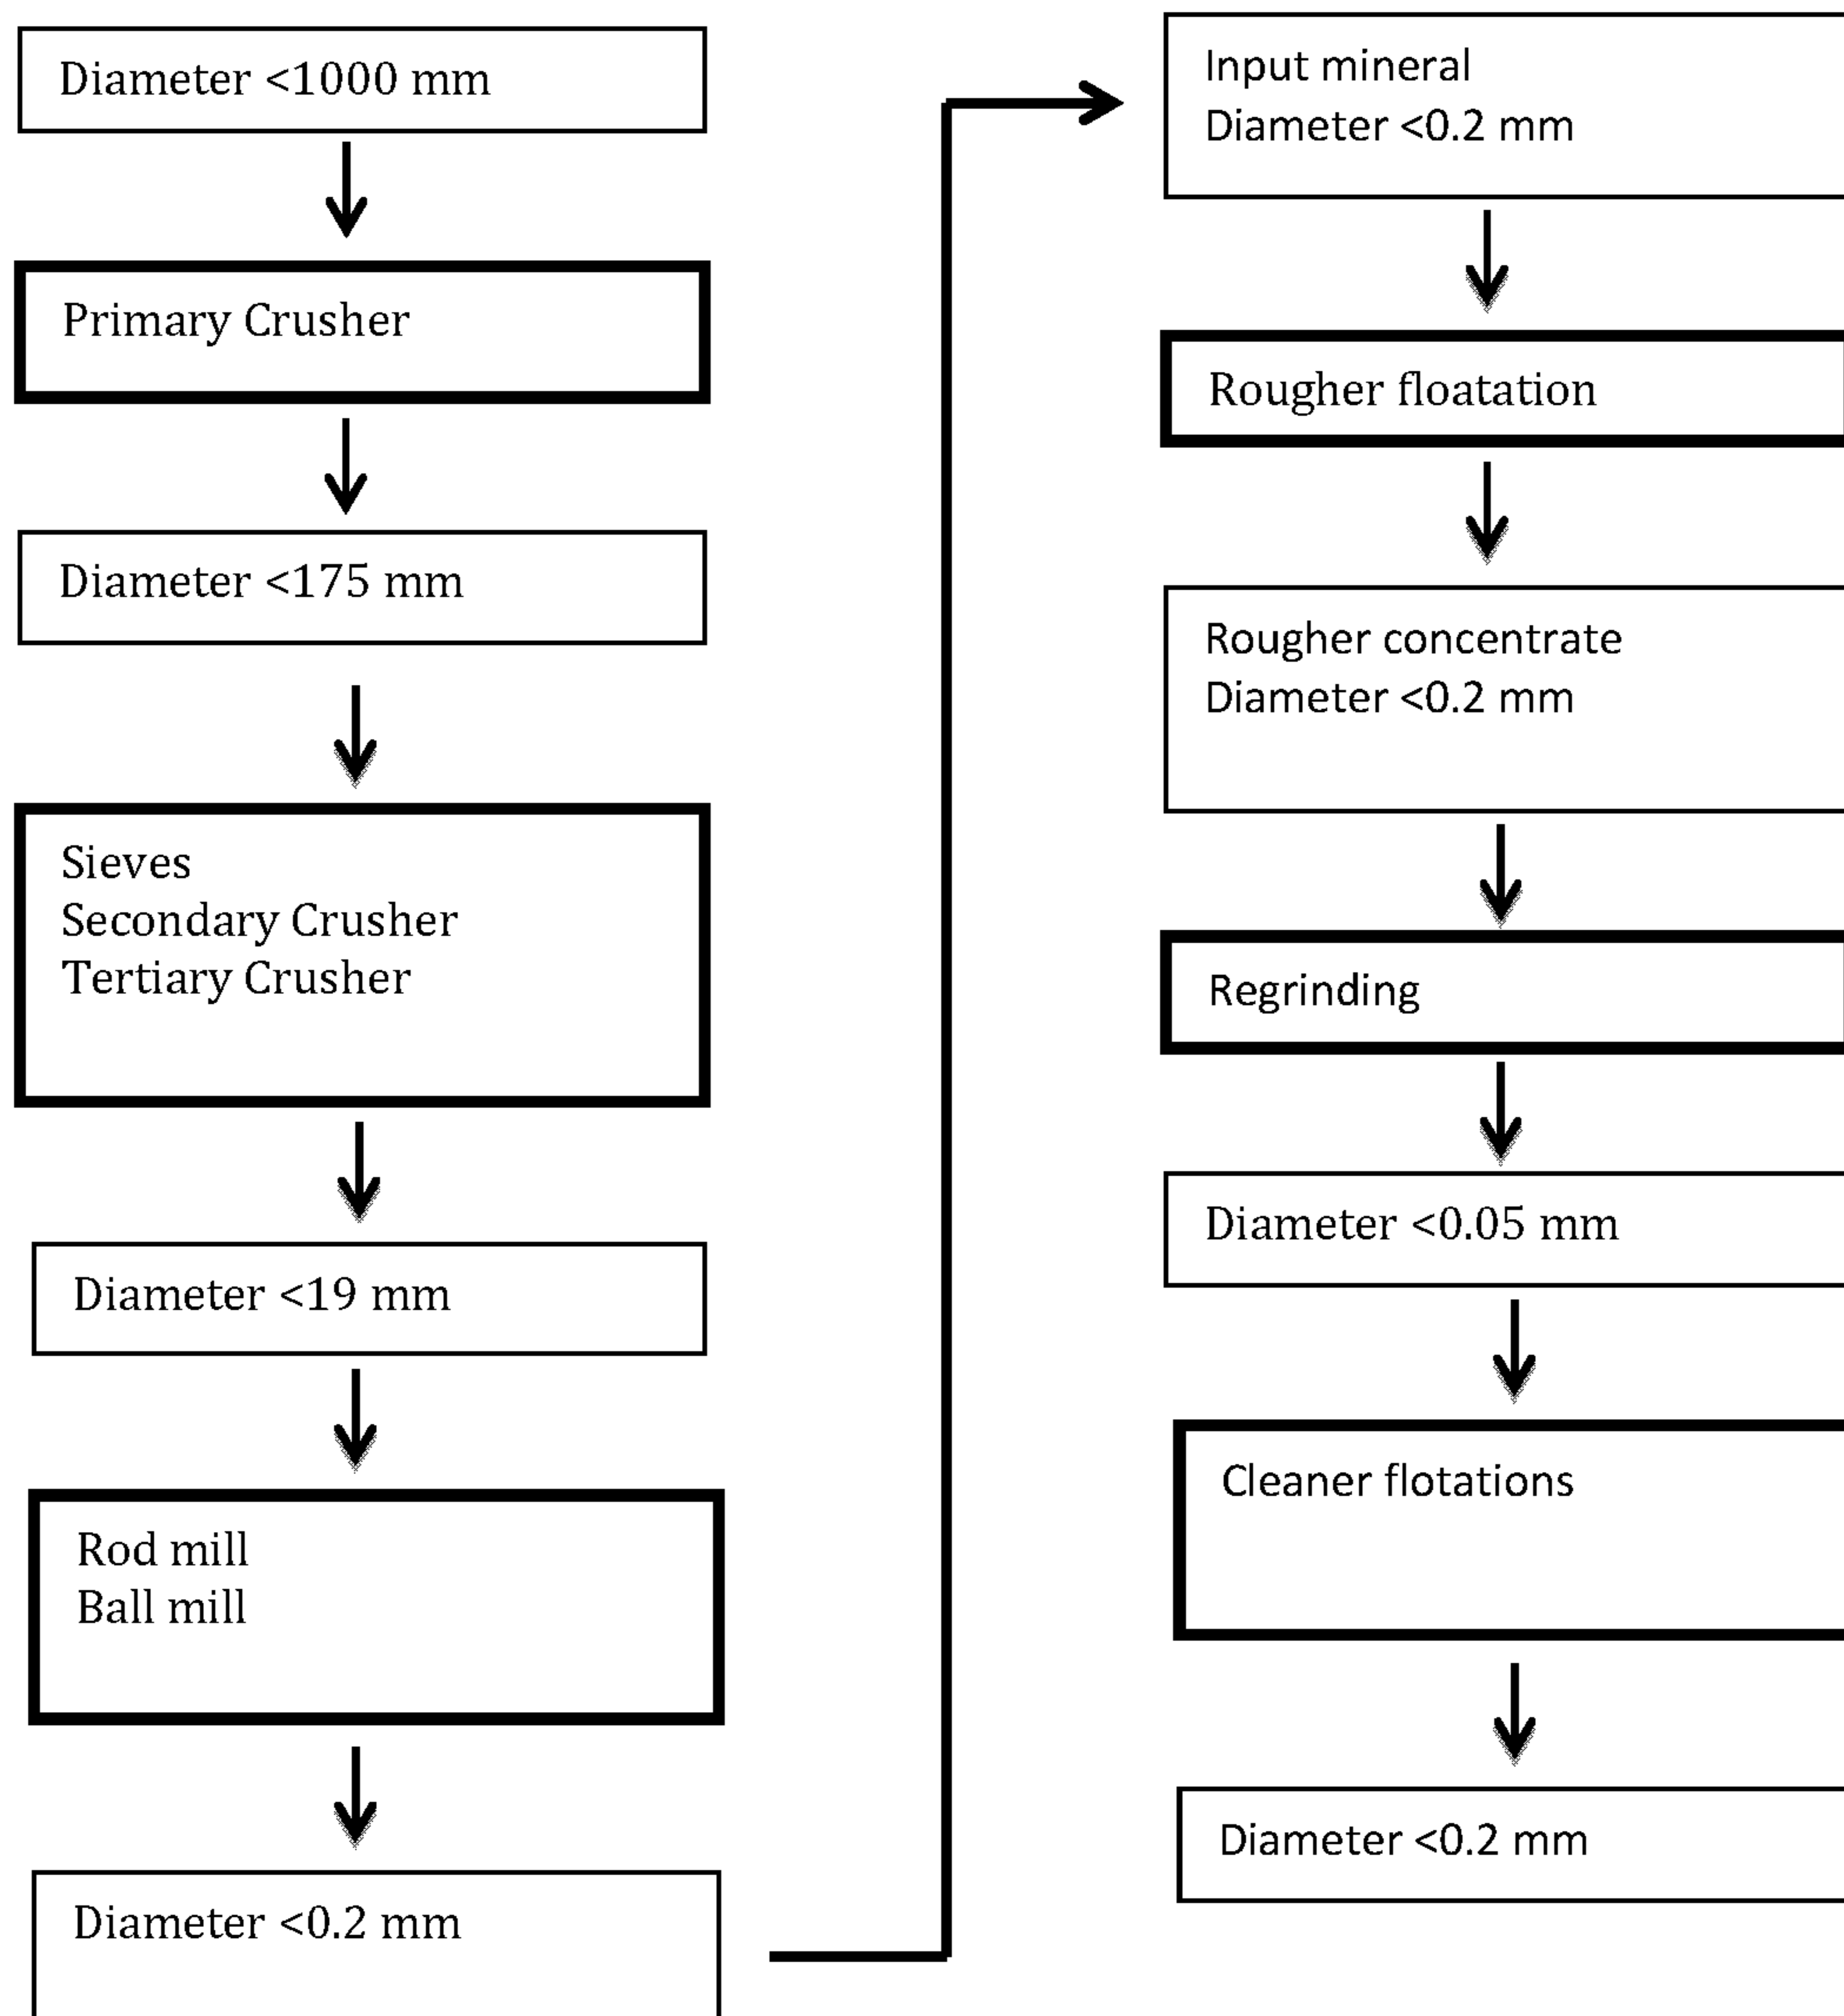 Diameter <1000 mm
Primary Crusher
Diameter <175 mm
Sieves
Secondary Crusher
Tertiary Crusher
Diameter <19 mm
Rod mill
Ball mill
Diameter <0.2 mm
Input mineral
Diameter <0.2 mm
Rougher floatation
Rougher concentrate
Diameter <0.2 mm
Regrinding
Diameter <0.05 mm
Cleaner flotations
Diameter <0.2 mm